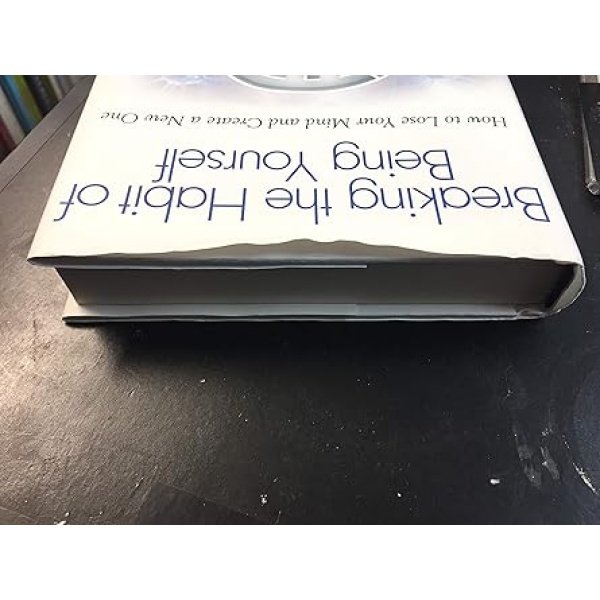 Breaking the Habit of
Being Yourself
How to Lose Your Mind and Create a New One